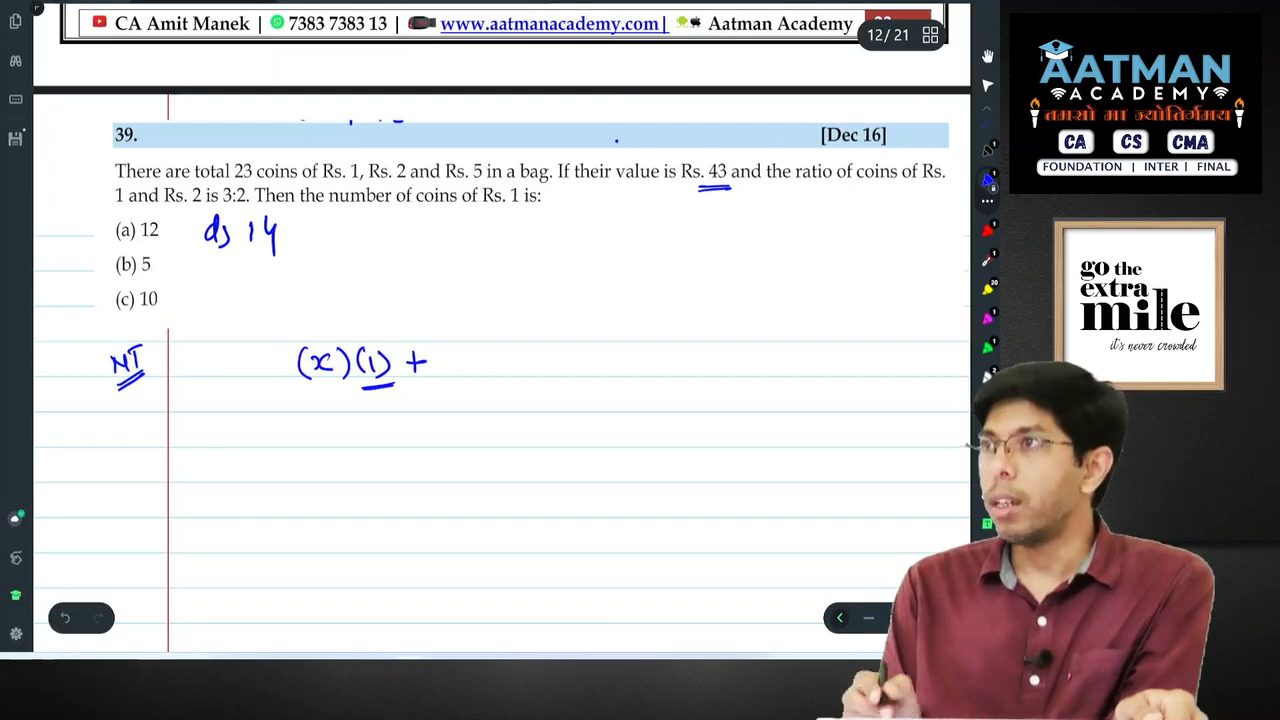 CA Amit Manek | 7383 7383 13 | www.aatmanacademy.com| Aatman Academy
12/21
39. [Dec 16]
There are total 23 coins of Rs. 1, Rs. 2 and Rs. 5 in a bag. If their value is Rs. 43 and the ratio of coins of Rs.
1 and Rs. 2 is 3:2. Then the number of coins of Rs. 1 is:
(a) 12
(b) 5
(c) 10
d) 14
MT (x)(1) +
AATMAN
ACADEMY
तमसो मा ज्योतिर्गमय
CA CS CMA
FOUNDATION | INTER | FINAL
go the
extra
mile
it's never crowded